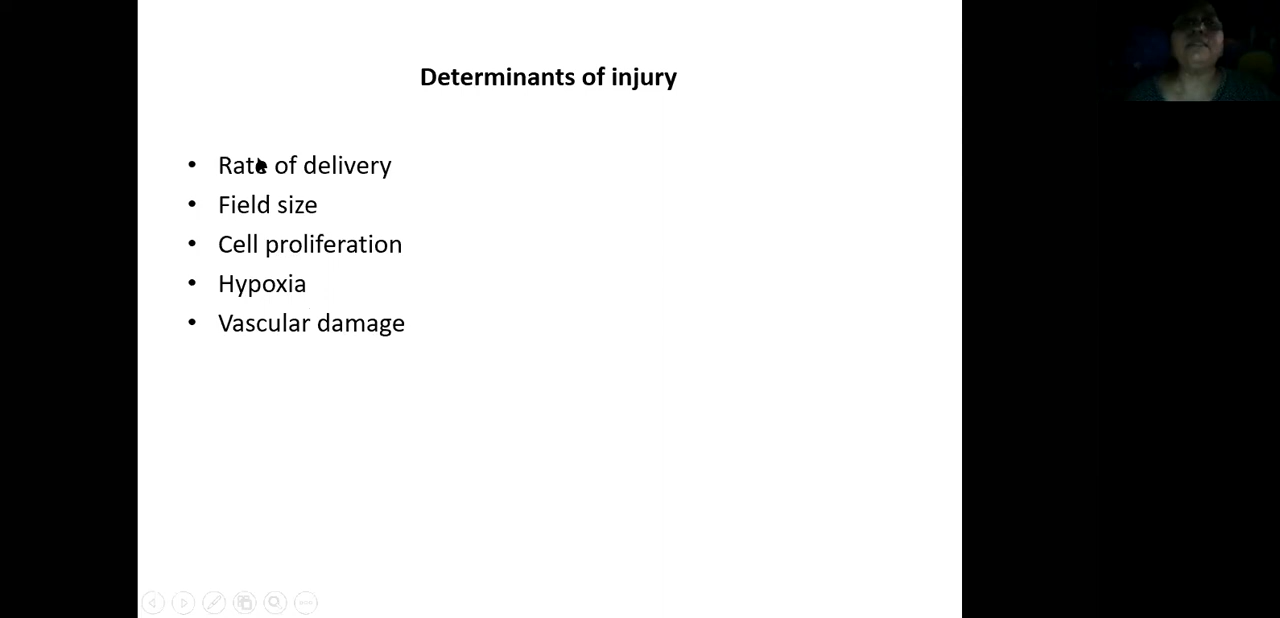 Determinants of injury
• Rate of delivery
• Field size
• Cell proliferation
• Hypoxia
• Vascular damage